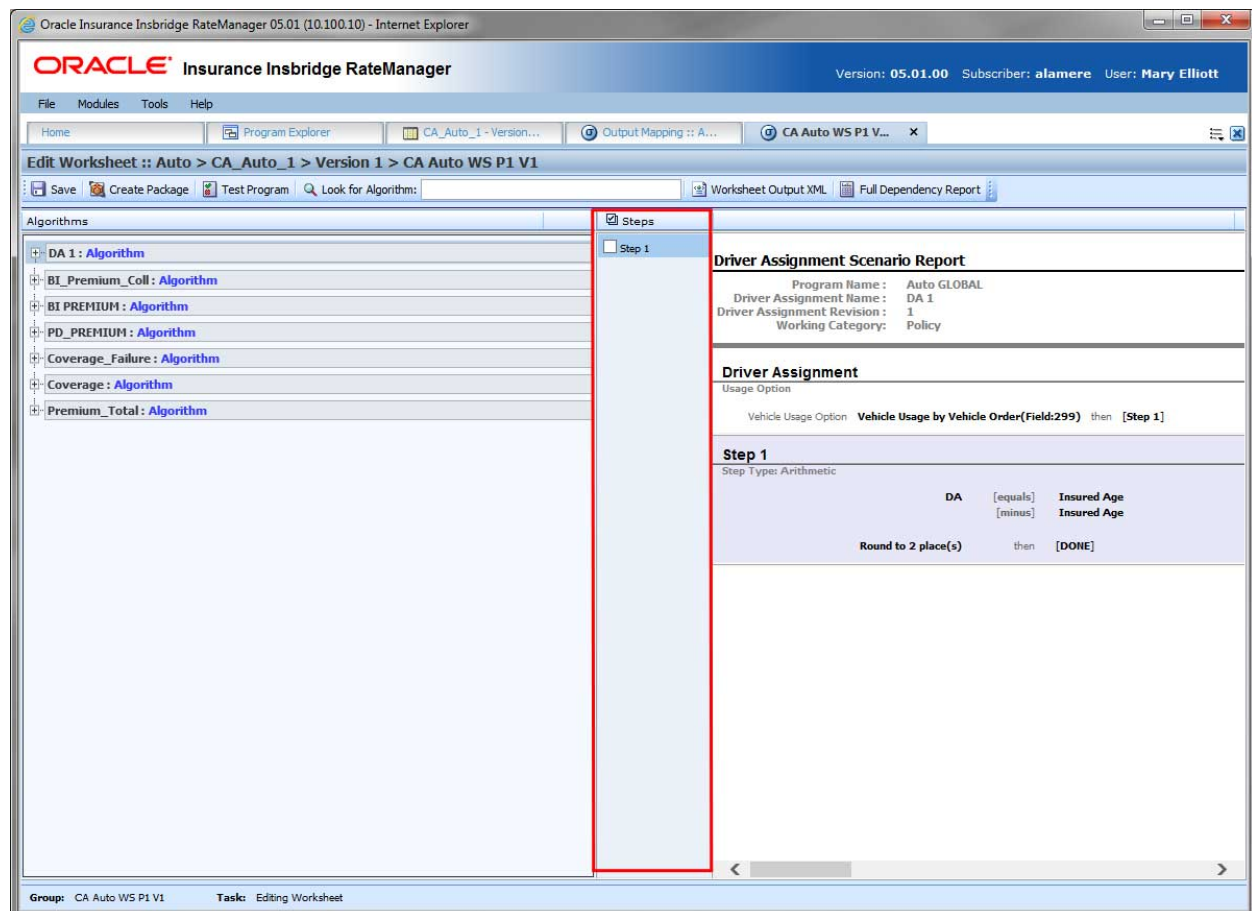 Oracle Insurance Insbridge RateManager 05.01 (10.100.10) - Internet Explorer
ORACLE Insurance Insbridge RateManager
Version: 05.01.00 Subscriber: alamere User: Mary Elliott
File Modules Tools Help
Home Program Explorer CA_Auto_1 - Version... Output Mapping :: A... CA Auto WS P1 V... ×
Edit Worksheet :: Auto > CA_Auto_1 > Version 1 > CA Auto WS P1 V1
Save Create Package Test Program Look for Algorithm: Worksheet Output XML Full Dependency Report
Algorithms
DA 1 : Algorithm
BI_Premium_Coll : Algorithm
BI PREMIUM : Algorithm
PD_PREMIUM : Algorithm
Coverage_Failure : Algorithm
Coverage : Algorithm
Premium_Total : Algorithm
Steps
Step 1
Driver Assignment Scenario Report
Program Name : Auto GLOBAL
Driver Assignment Name : DA 1
Driver Assignment Revision : 1
Working Category: Policy
Driver Assignment
Usage Option
Vehicle Usage Option Vehicle Usage by Vehicle Order(Field:299) then [Step 1]
Step 1
Step Type: Arithmetic
DA [equals] Insured Age
[minus] Insured Age
Round to 2 place(s) then [DONE]
Group: CA Auto WS P1 V1 Task: Editing Worksheet